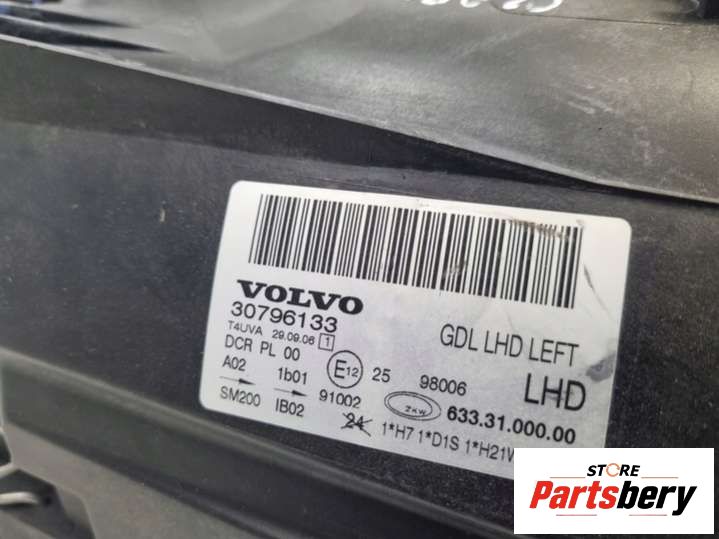 VOLVO
30796133
T4UVA 29.09.06 1
DCR PL 00
A02 1b01 E12 25 98006
SM200 IB02 91002
GDL LHD LEFT
LHD
ZKW 633.31.000.00
24 1*H7 1*D1S 1*H21W
STORE
Partsbery